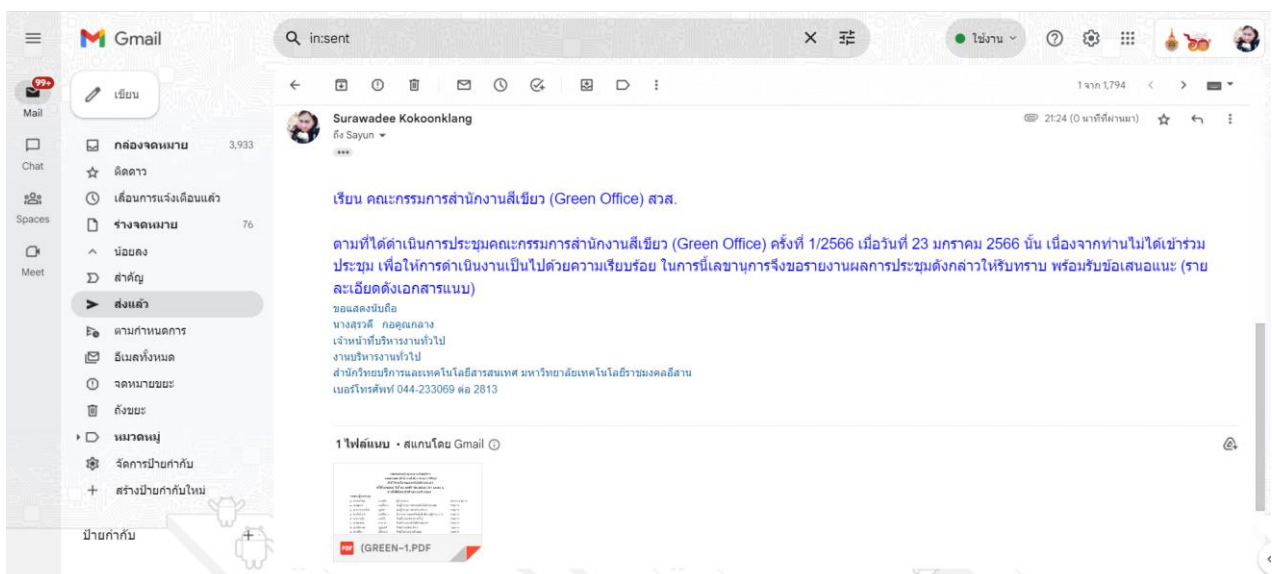 Gmail
in:sent
ใช้งาน
99+
Mail
Chat
Spaces
Meet
เขียน
กล่องจดหมาย 3,933
ติดดาว
เลื่อนการแจ้งเตือนแล้ว
ร่างจดหมาย 76
น้อยลง
สำคัญ
ส่งแล้ว
ตามกำหนดการ
อีเมลทั้งหมด
จดหมายขยะ
ถังขยะ
หมวดหมู่
จัดการป้ายกำกับ
สร้างป้ายกำกับใหม่
ป้ายกำกับ
1 จาก 1,794
Surawadee Kokoonklang
21:24 (0 นาทีที่ผ่านมา)
ถึง Sayun
เรียน คณะกรรมการสำนักงานสีเขียว (Green Office) สวส.
ตามที่ได้ดำเนินการประชุมคณะกรรมการสำนักงานสีเขียว (Green Office) ครั้งที่ 1/2566 เมื่อวันที่ 23 มกราคม 2566 นั้น เนื่องจากท่านไม่ได้เข้าร่วม
ประชุม เพื่อให้การดำเนินงานเป็นไปด้วยความเรียบร้อย ในการนี้เลขานุการจึงขอรายงานผลการประชุมดังกล่าวให้รับทราบ พร้อมรับข้อเสนอแนะ (ราย
ละเอียดดังเอกสารแนบ)
ขอแสดงนับถือ
นางสุรวดี กอคูณกลาง
เจ้าหน้าที่บริหารงานทั่วไป
งานบริหารงานทั่วไป
สำนักวิทยบริการและเทคโนโลยีสารสนเทศ มหาวิทยาลัยเทคโนโลยีราชมงคลอีสาน
เบอร์โทรศัพท์ 044-233069 ต่อ 2813
1 ไฟล์แนบ • สแกนโดย Gmail
PDF (GREEN~1.PDF